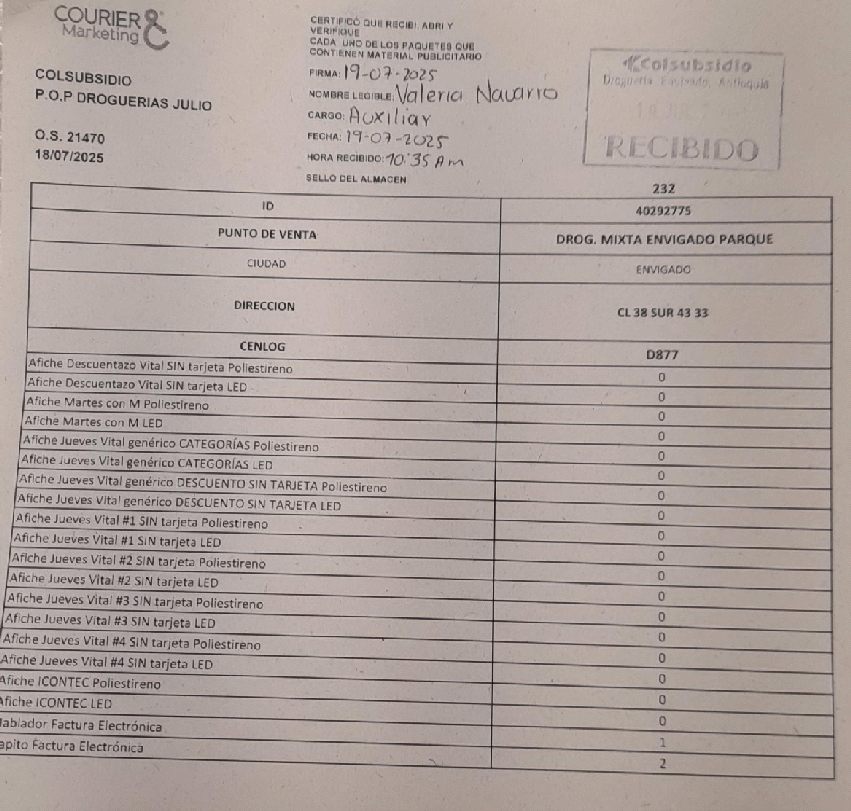 COURIER &
Marketing
COLSUBSIDIO
P.O.P DROGUERIAS JULIO
O.S. 21470
18/07/2025
CERTIFICO QUE RECIBI, ABRI Y
VERIFIQUE
CADA UNO DE LOS PAQUETES QUE
CONTIENEN MATERIAL PUBLICITARIO
FIRMA: 19-07-2025
NOMBRE LEGIBLE: Valeria Navarro
CARGO: Auxiliar
FECHA: 19-07-2025
HORA RECIBIDO: 10:35 Am
SELLO DEL ALMACEN
Colsubsidio
Droguería Envigado, Antioquia
RECIBIDO
232
ID 40292775
PUNTO DE VENTA DROG. MIXTA ENVIGADO PARQUE
CIUDAD ENVIGADO
DIRECCION CL 38 SUR 43 33
CENLOG D877
Afiche Descuentazo Vital SIN tarjeta Poliestireno 0
Afiche Descuentazo Vital SIN tarjeta LED 0
Afiche Martes con M Poliestireno 0
Afiche Martes con M LED 0
Afiche Jueves Vital genérico CATEGORÍAS Poliestireno 0
Afiche Jueves Vital genérico CATEGORÍAS LED 0
Afiche Jueves Vital genérico DESCUENTO SIN TARJETA Poliestireno 0
Afiche Jueves Vital genérico DESCUENTO SIN TARJETA LED 0
Afiche Jueves Vital #1 SIN tarjeta Poliestireno 0
Afiche Jueves Vital #1 SIN tarjeta LED 0
Afiche Jueves Vital #2 SIN tarjeta Poliestireno 0
Afiche Jueves Vital #2 SIN tarjeta LED 0
Afiche Jueves Vital #3 SIN tarjeta Poliestireno 0
Afiche Jueves Vital #3 SIN tarjeta LED 0
Afiche Jueves Vital #4 SIN tarjeta Poliestireno 0
Afiche Jueves Vital #4 SIN tarjeta LED 0
Afiche ICONTEC Poliestireno 0
Afiche ICONTEC LED 0
Hablador Factura Electrónica 1
apito Factura Electrónica 2